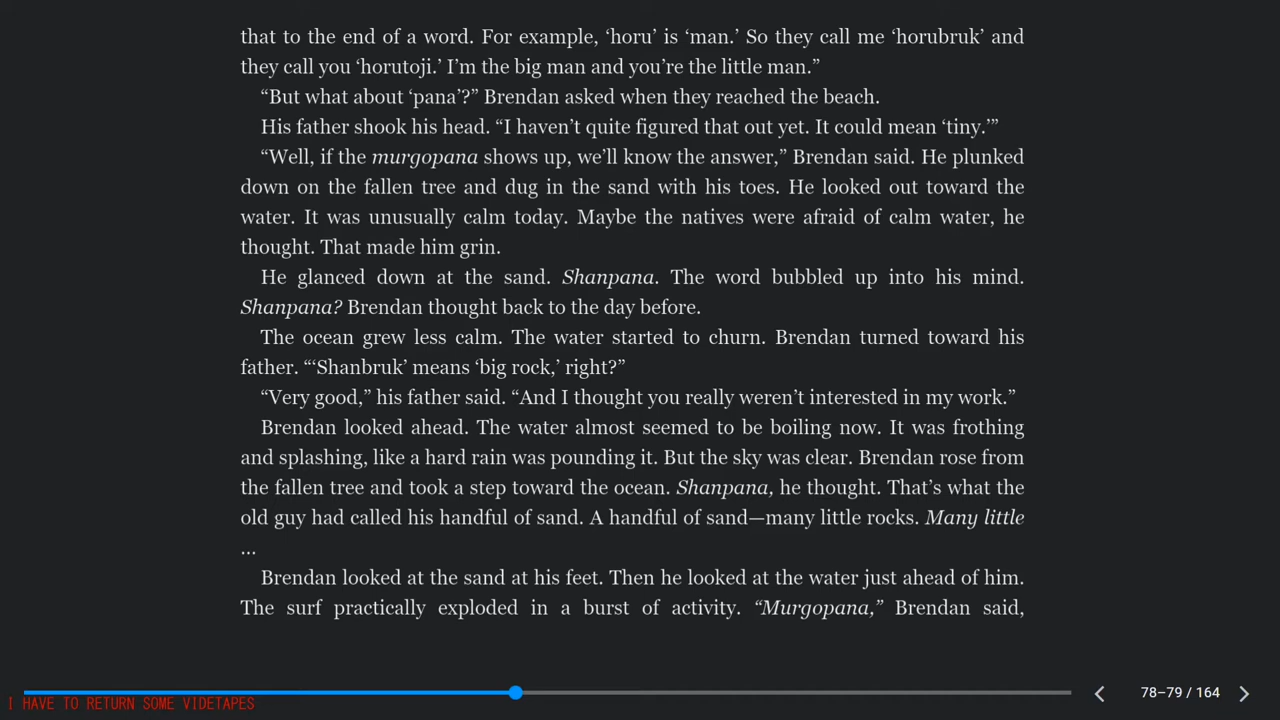 that to the end of a word. For example, ‘horu’ is ‘man.’ So they call me ‘horubruk’ and
they call you ‘horutoji.’ I’m the big man and you’re the little man.”
“But what about ‘pana’?” Brendan asked when they reached the beach.
His father shook his head. “I haven’t quite figured that out yet. It could mean ‘tiny.’”
“Well, if the murgopana shows up, we’ll know the answer,” Brendan said. He plunked
down on the fallen tree and dug in the sand with his toes. He looked out toward the
water. It was unusually calm today. Maybe the natives were afraid of calm water, he
thought. That made him grin.
He glanced down at the sand. Shanpana. The word bubbled up into his mind.
Shanpana? Brendan thought back to the day before.
The ocean grew less calm. The water started to churn. Brendan turned toward his
father. “‘Shanbruk’ means ‘big rock,’ right?”
“Very good,” his father said. “And I thought you really weren’t interested in my work.”
Brendan looked ahead. The water almost seemed to be boiling now. It was frothing
and splashing, like a hard rain was pounding it. But the sky was clear. Brendan rose from
the fallen tree and took a step toward the ocean. Shanpana, he thought. That’s what the
old guy had called his handful of sand. A handful of sand—many little rocks. Many little
…
Brendan looked at the sand at his feet. Then he looked at the water just ahead of him.
The surf practically exploded in a burst of activity. “Murgopana,” Brendan said,
78–79 / 164
I HAVE TO RETURN SOME VIDETAPES